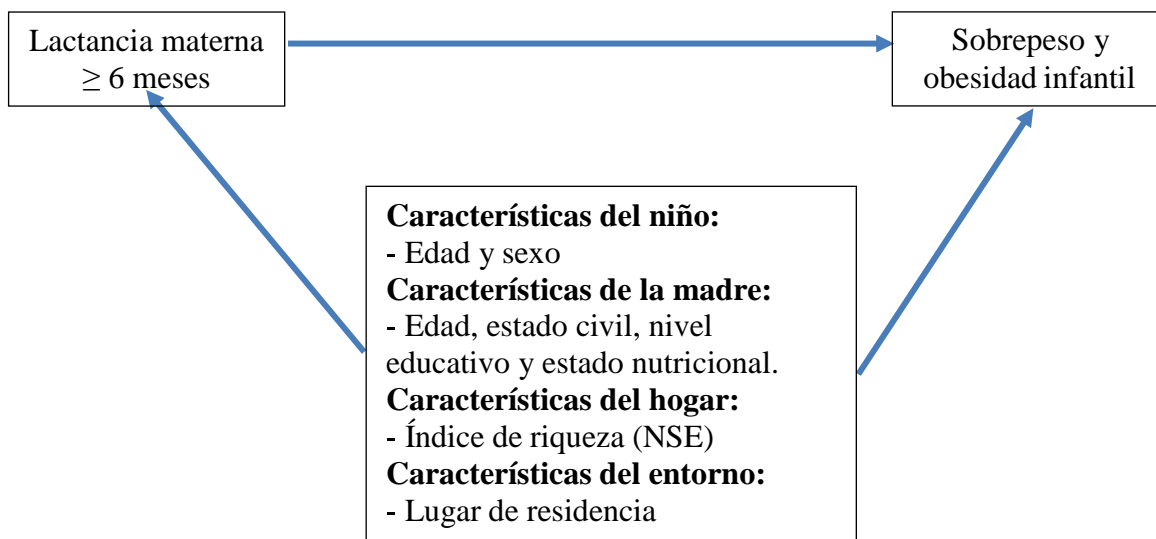 Lactancia materna
≥ 6 meses
Sobrepeso y
obesidad infantil
Características del niño:
- Edad y sexo
Características de la madre:
- Edad, estado civil, nivel
educativo y estado nutricional.
Características del hogar:
- Índice de riqueza (NSE)
Características del entorno:
- Lugar de residencia